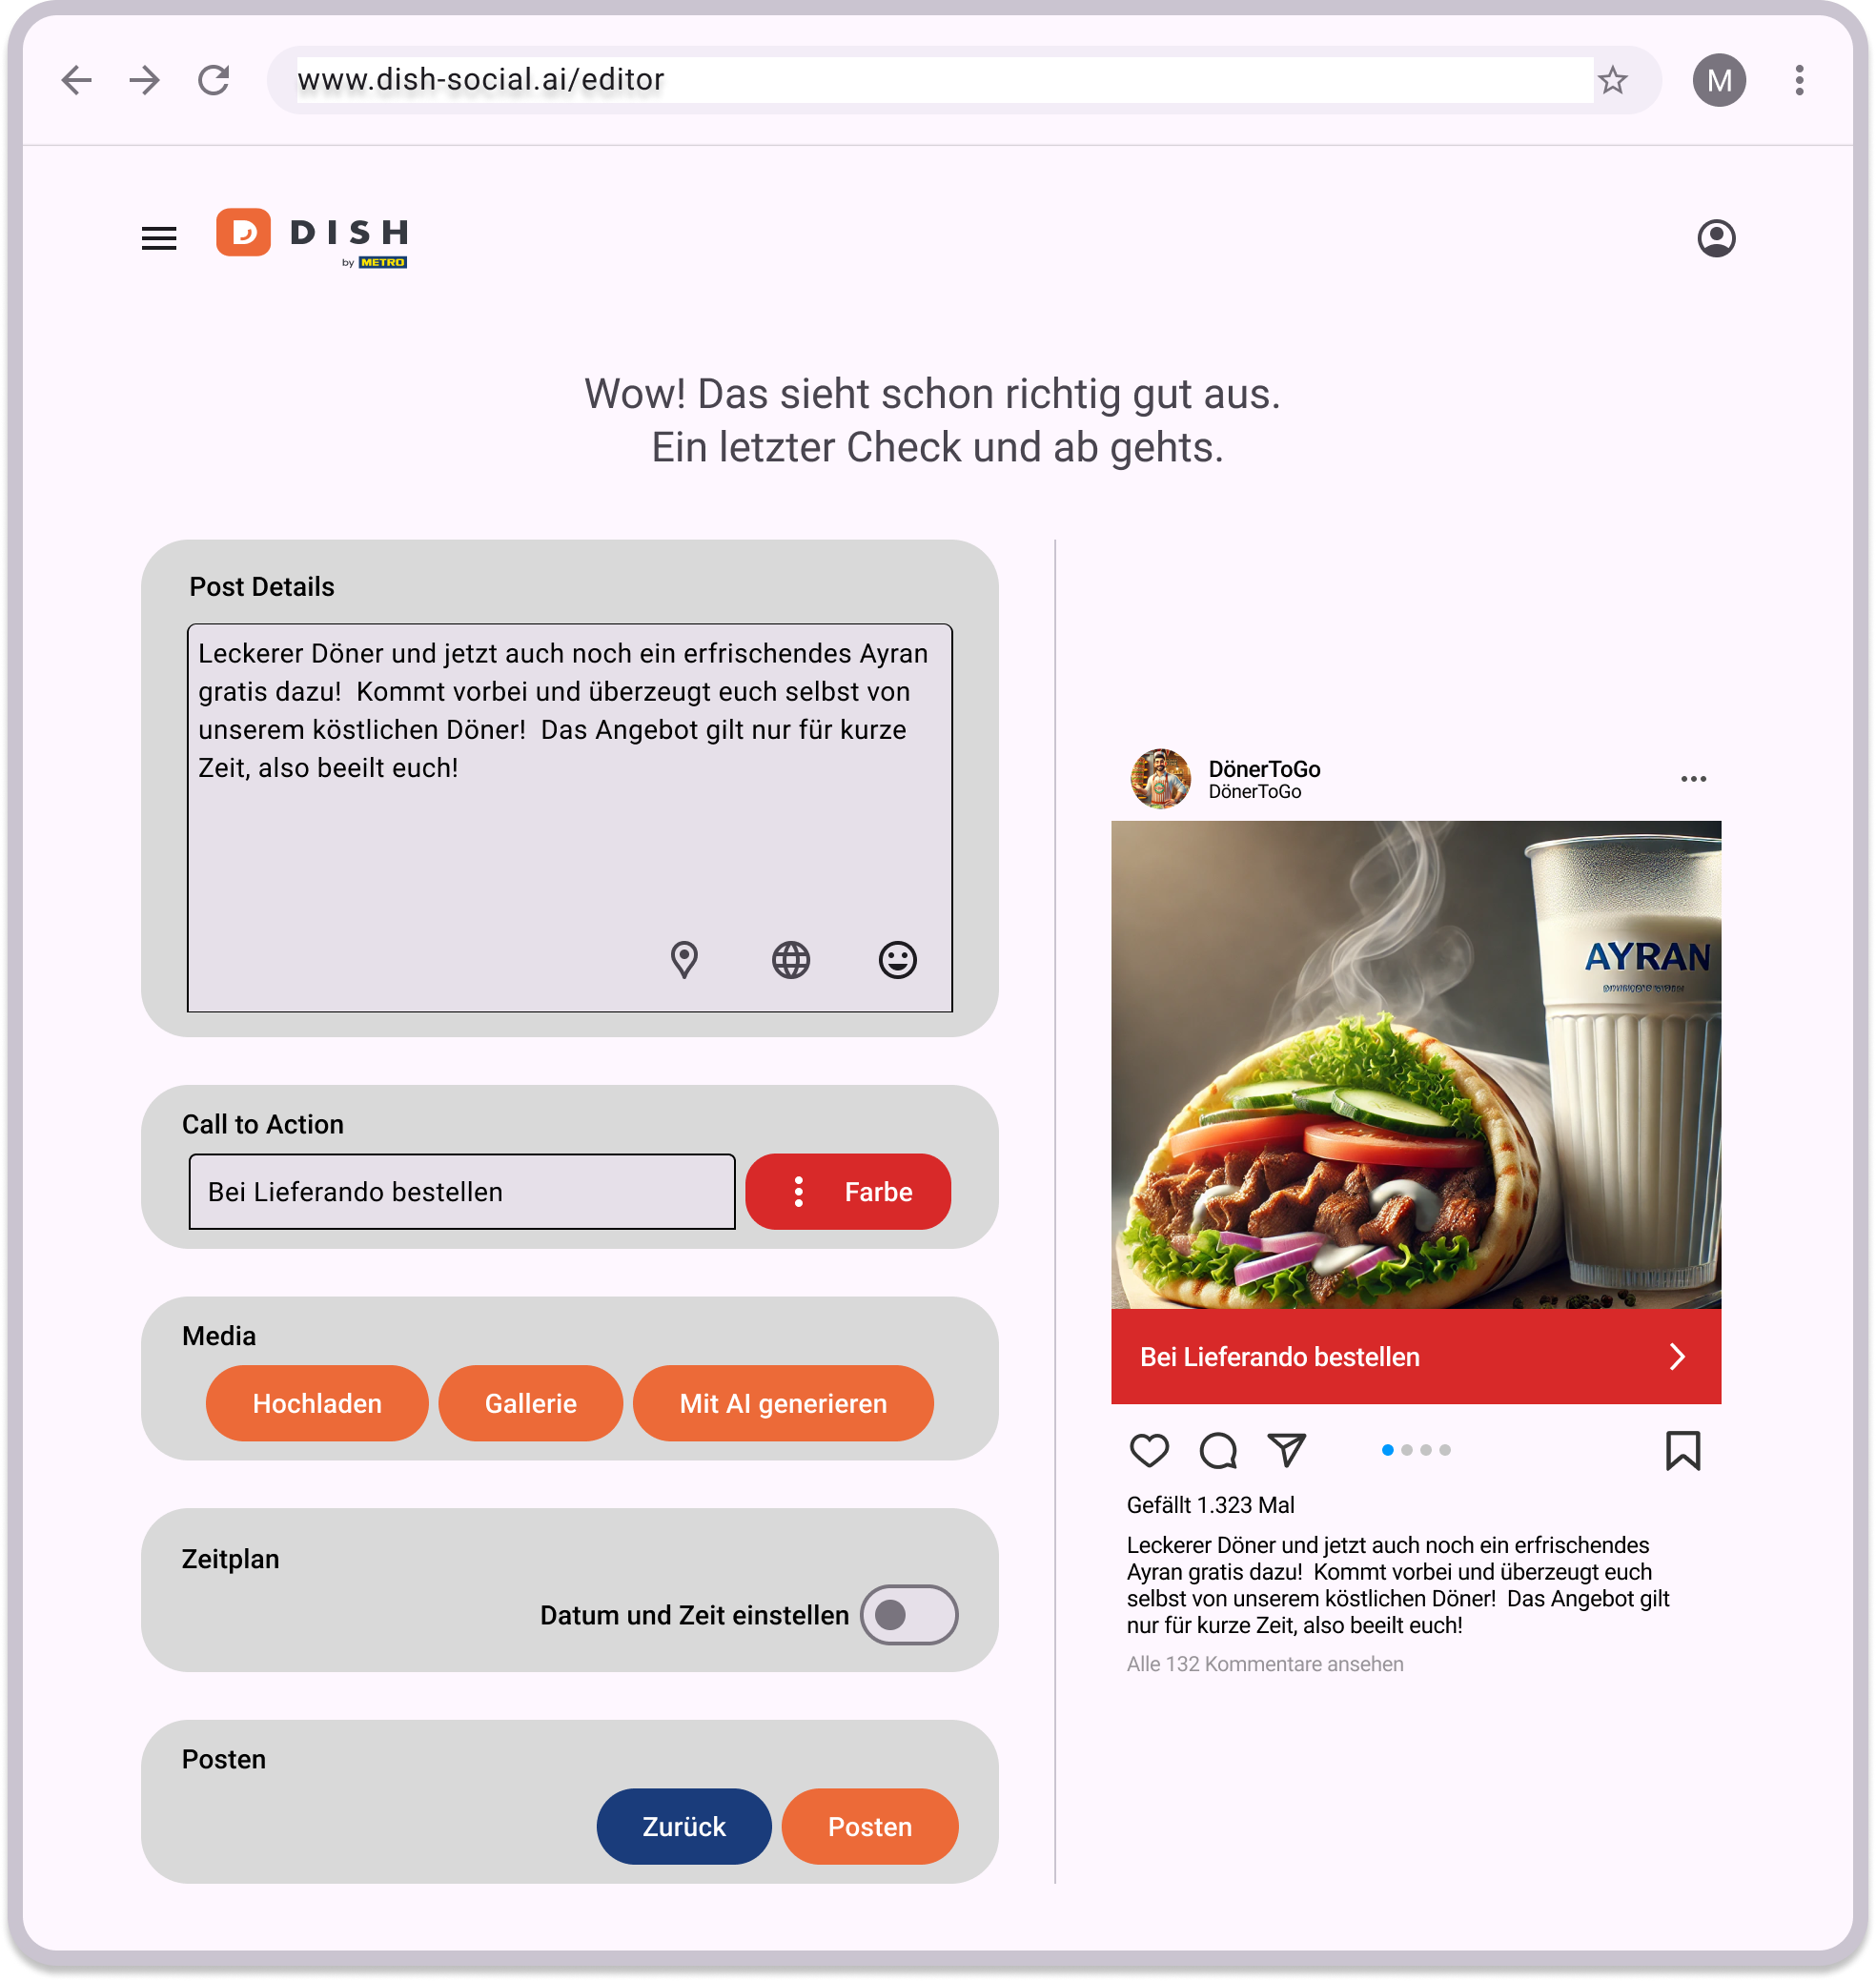 www.dish-social.ai/editor
M
D DISH
by METRO
Wow! Das sieht schon richtig gut aus.
Ein letzter Check und ab gehts.
Post Details
Leckerer Döner und jetzt auch noch ein erfrischendes Ayran
gratis dazu!  Kommt vorbei und überzeugt euch selbst von
unserem köstlichen Döner!  Das Angebot gilt nur für kurze
Zeit, also beeilt euch!
Call to Action
Bei Lieferando bestellen
Farbe
Media
Hochladen
Gallerie
Mit AI generieren
Zeitplan
Datum und Zeit einstellen
Posten
Zurück
Posten
DönerToGo
DönerToGo
AYRAN
Bei Lieferando bestellen
Gefällt 1.323 Mal
Leckerer Döner und jetzt auch noch ein erfrischendes
Ayran gratis dazu!  Kommt vorbei und überzeugt euch
selbst von unserem köstlichen Döner!  Das Angebot gilt
nur für kurze Zeit, also beeilt euch!
Alle 132 Kommentare ansehen